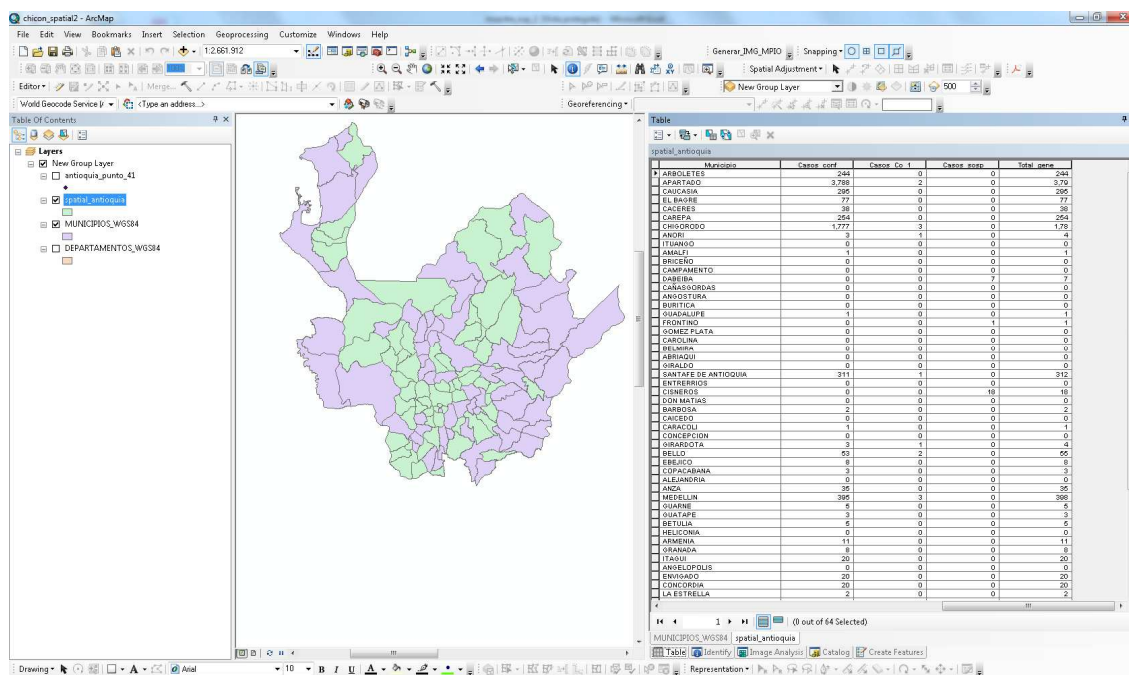 chicon_spatial2 - ArcMap
File Edit View Bookmarks Insert Selection Geoprocessing Customize Windows Help
1:2.661.912
Generar_IMG_MPIO Snapping
Spatial Adjustment
Editor Merge... New Group Layer 500
World Geocode Service <Type an address...> Georeferencing
Table Of Contents
Layers
New Group Layer
antioquia_punto_41
spatial_antioquia
MUNICIPIOS_WGS84
DEPARTAMENTOS_WGS84
Table
spatial_antioquia
Municipio Casos_conf Casos_Co_1 Casos_sosp Total_gene
ARBOLETES 244 0 0 244
APARTADO 3,788 2 0 3,79
CAUCASIA 295 0 0 295
EL BAGRE 77 0 0 77
CACERES 38 0 0 38
CAREPA 254 0 0 254
CHIGORODO 1,777 3 0 1,78
ANORI 3 1 0 4
ITUANGO 0 0 0 0
AMALFI 1 0 0 1
BRICEÑO 0 0 0 0
CAMPAMENTO 0 0 0 0
DABEIBA 0 0 7 7
CAÑASGORDAS 0 0 0 0
ANGOSTURA 0 0 0 0
BURITICA 0 0 0 0
GUADALUPE 1 0 0 1
FRONTINO 0 0 1 1
GOMEZ PLATA 0 0 0 0
CAROLINA 0 0 0 0
BELMIRA 0 0 0 0
ABRIAQUI 0 0 0 0
GIRALDO 0 0 0 0
SANTAFE DE ANTIOQUIA 311 1 0 312
ENTRERRIOS 0 0 0 0
CISNEROS 0 0 18 18
DON MATIAS 0 0 0 0
BARBOSA 2 0 0 2
CAICEDO 0 0 0 0
CARACOLI 1 0 0 1
CONCEPCION 0 0 0 0
GIRARDOTA 3 1 0 4
BELLO 53 2 0 55
EBEJICO 8 0 0 8
COPACABANA 3 0 0 3
ALEJANDRIA 0 0 0 0
ANZA 35 0 0 35
MEDELLIN 395 3 0 398
GUARNE 5 0 0 5
GUATAPE 3 0 0 3
BETULIA 5 0 0 5
HELICONIA 0 0 0 0
ARMENIA 11 0 0 11
GRANADA 8 0 0 8
ITAGUI 20 0 0 20
ANGELOPOLIS 0 0 0 0
ENVIGADO 20 0 0 20
CONCORDIA 20 0 0 20
LA ESTRELLA 2 0 0 2
1 (0 out of 64 Selected)
MUNICIPIOS_WGS84 spatial_antioquia
Table Identify Image Analysis Catalog Create Features
Drawing A Arial 10 B I U A Representation